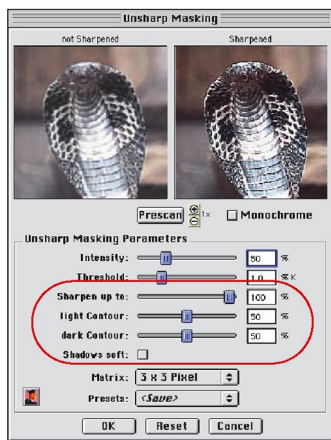 Unsharp Masking
not Sharpened Sharpened
Prescan 1x Monochrome
Unsharp Masking Parameters
Intensity: 50 %
Threshold: 1.0 % K
Sharpen up to: 100 %
light Contour: 50 %
dark Contour: 50 %
Shadows soft:
Matrix: 3 x 3 Pixel
Presets: <Save>
OK Reset Cancel